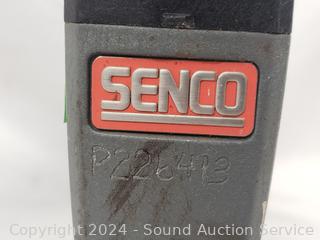 SENCO
P226413
Copyright 2024 - Sound Auction Service